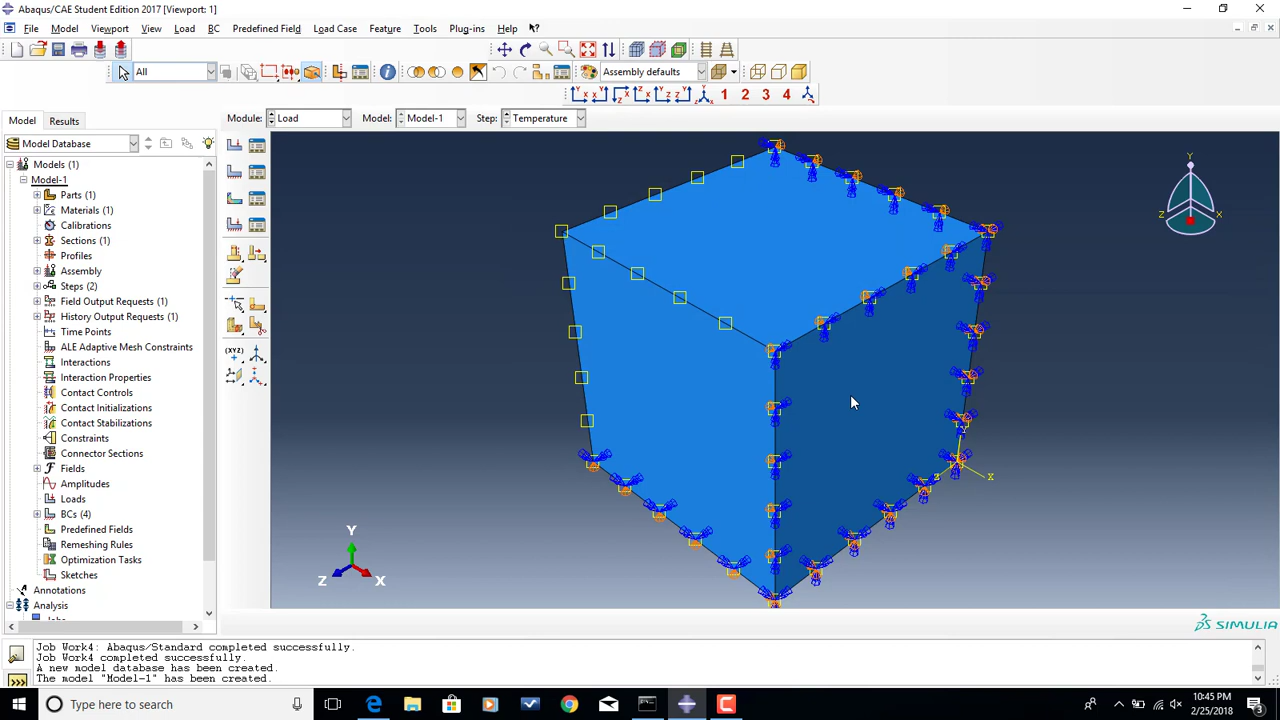 Abaqus/CAE Student Edition 2017 [Viewport: 1]
File Model Viewport View Load BC Predefined Field Load Case Feature Tools Plug-ins Help
All
Assembly defaults
1 2 3 4
Model Results
Module: Load Model: Model-1 Step: Temperature
Model Database
Models (1)
Model-1
Parts (1)
Materials (1)
Calibrations
Sections (1)
Profiles
Assembly
Steps (2)
Field Output Requests (1)
History Output Requests (1)
Time Points
ALE Adaptive Mesh Constraints
Interactions
Interaction Properties
Contact Controls
Contact Initializations
Contact Stabilizations
Constraints
Connector Sections
Fields
Amplitudes
Loads
BCs (4)
Predefined Fields
Remeshing Rules
Optimization Tasks
Sketches
Annotations
Analysis
Y
Z
X
X
Y
Z
X
SIMULIA
Job Work4: Abaqus/Standard completed successfully.
Job Work4 completed successfully.
A new model database has been created.
The model "Model-1" has been created.
Type here to search
10:45 PM
2/25/2018